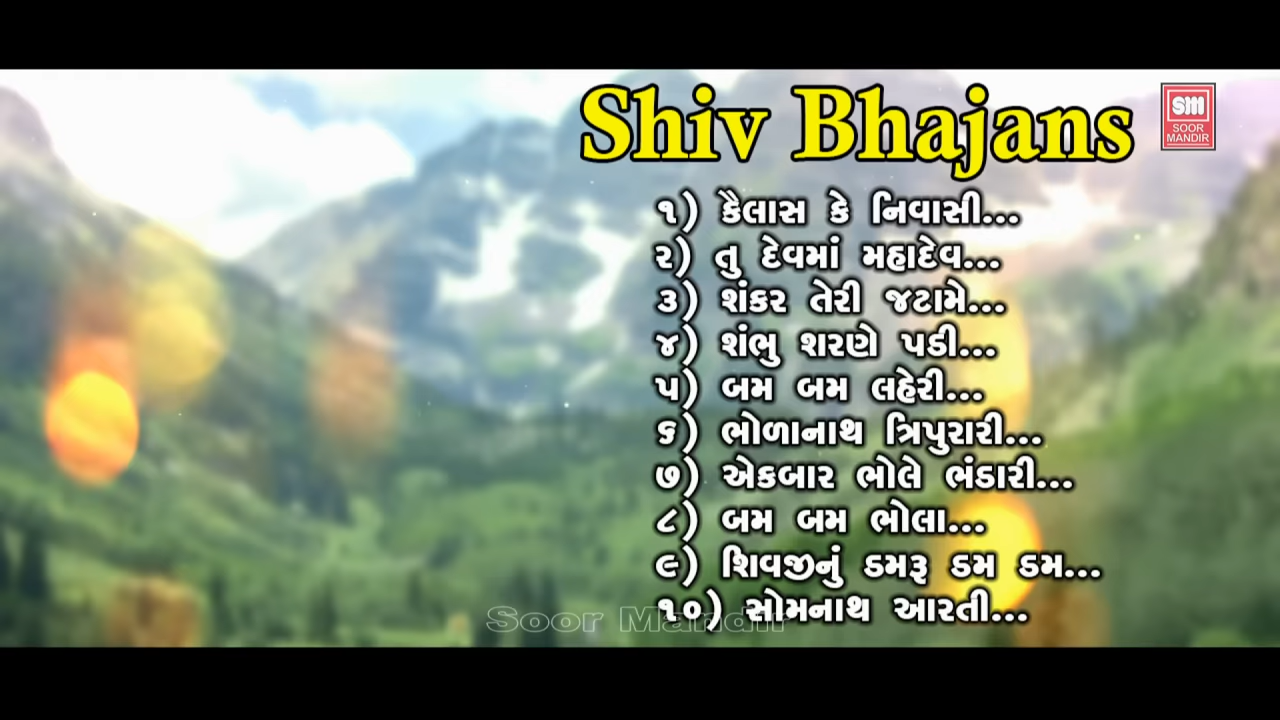 Shiv Bhajans
SM
SOOR
MANDIR
૧) કૈલાસ કે નિવાસી...
૨) તુ દેવમાં મહાદેવ...
૩) શંકર તેરી જટામે...
૪) શંભુ શરણે પડી...
૫) બમ બમ લહેરી...
૬) ભોળાનાથ ત્રિપુરારી...
૭) એકબાર ભોલે ભંડારી...
૮) બમ બમ ભોલા...
૯) શિવજીનું ડમરૂ ડમ ડમ...
૧૦) સોમનાથ આરતી...
Soor Mandir